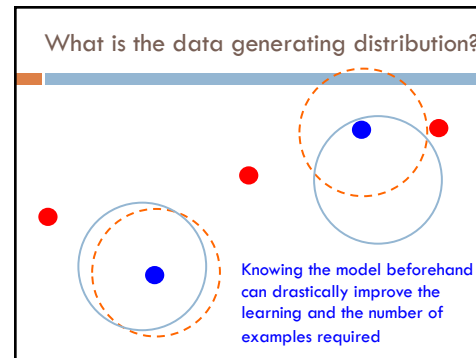 What is the data generating distribution?
Knowing the model beforehand
can drastically improve the
learning and the number of
examples required